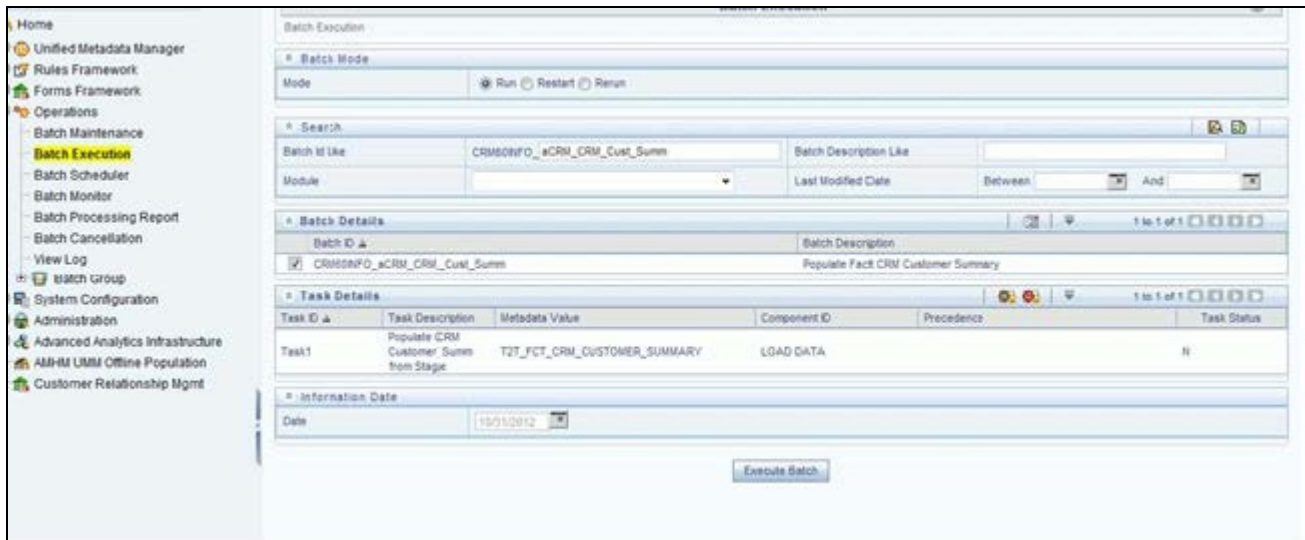 Home
Unified Metadata Manager
Rules Framework
Forms Framework
Operations
Batch Maintenance
Batch Execution
Batch Scheduler
Batch Monitor
Batch Processing Report
Batch Cancellation
View Log
Batch Group
System Configuration
Administration
Advanced Analytics Infrastructure
AMHM UMM Offline Population
Customer Relationship Mgmt
Batch Execution
Batch Execution
Batch Mode
Mode Run Restart Rerun
Search
Batch Id Like CRM60INFO_aCRM_CRM_Cust_Summ Batch Description Like
Module Last Modified Date Between And
Batch Details 1 to 1 of 1
Batch ID Batch Description
CRM60INFO_aCRM_CRM_Cust_Summ Populate Factt CRM Customer Summary
Task Details 1 to 1 of 1
Task ID Task Description Metadata Value Component ID Precedence Task Status
Task1 Populate CRM Customer_Summ from Stage T2T_FCT_CRM_CUSTOMER_SUMMARY LOAD DATA N
Information Date
Date 10/31/2012
Execute Batch